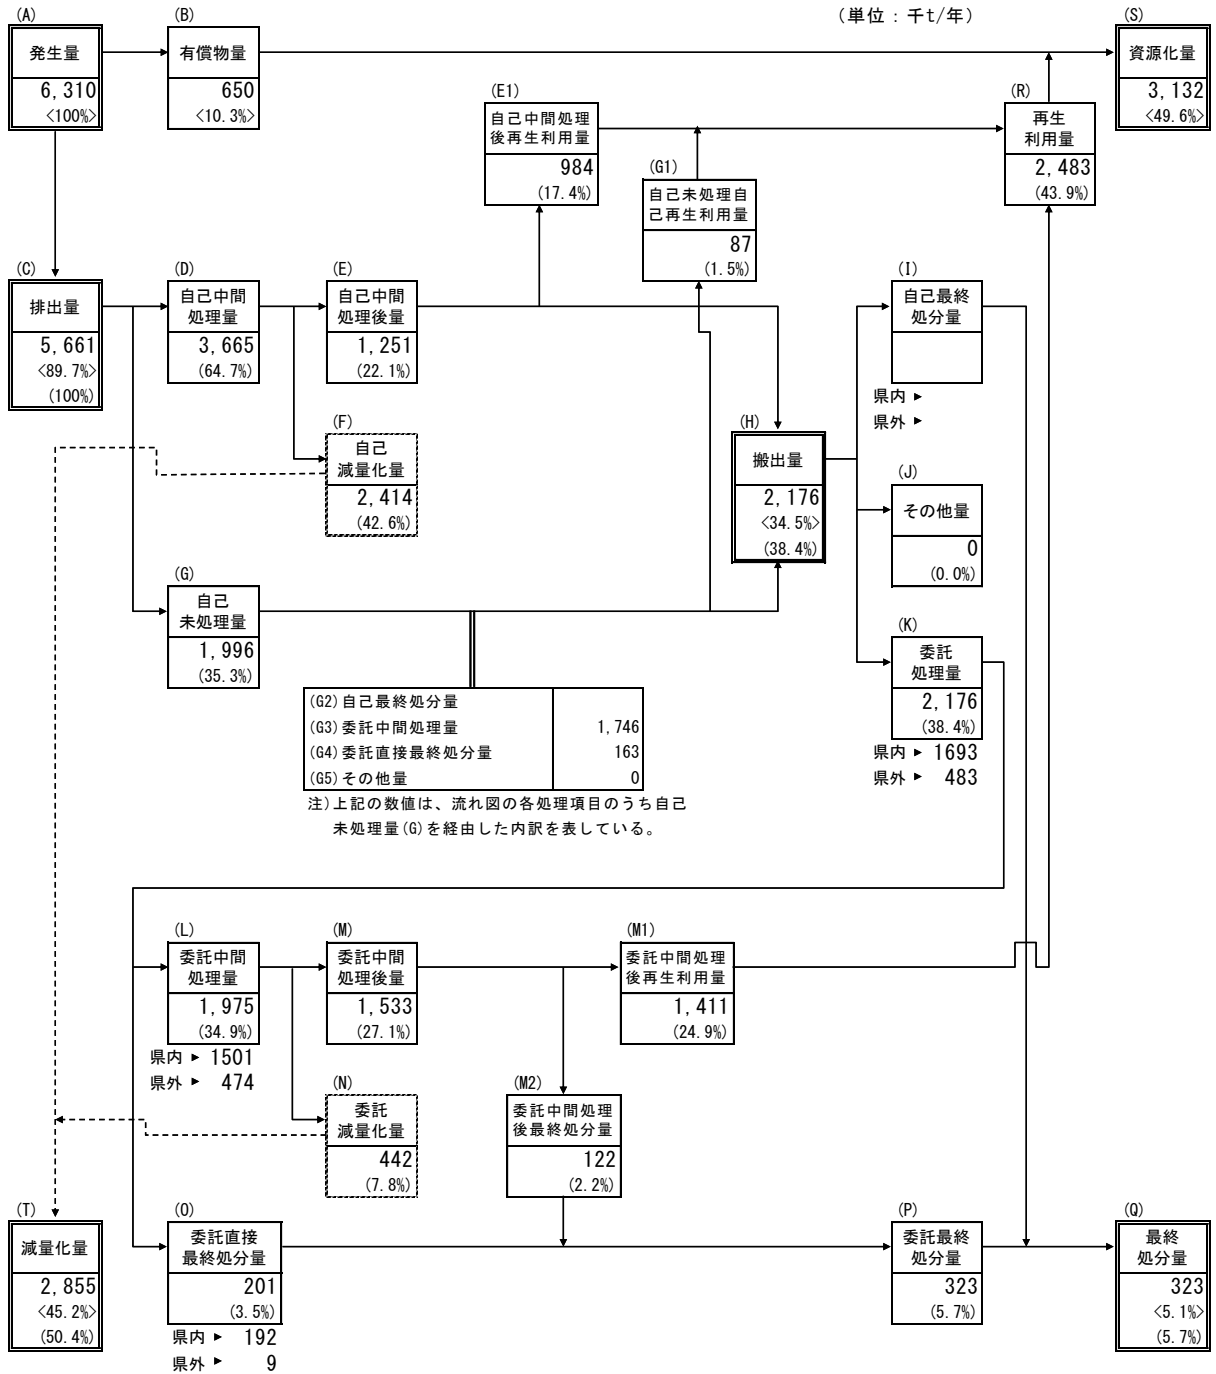 (単位：千t/年)
(A)
発生量
6,310
<100%>
(B)
有償物量
650
<10.3%>
(S)
資源化量
3,132
<49.6%>
(E1)
自己中間処理
後再生利用量
984
(17.4%)
(G1)
自己未処理自
己再生利用量
87
(1.5%)
(R)
再生
利用量
2,483
(43.9%)
(C)
排出量
5,661
<89.7%>
(100%)
(D)
自己中間
処理量
3,665
(64.7%)
(E)
自己中間
処理後量
1,251
(22.1%)
(F)
自己
減量化量
2,414
(42.6%)
(G)
自己
未処理量
1,996
(35.3%)
(H)
搬出量
2,176
<34.5%>
(38.4%)
(I)
自己最終
処分量
県内 ▶
県外 ▶
(J)
その他量
0
(0.0%)
(K)
委託
処理量
2,176
(38.4%)
県内 ▶ 1693
県外 ▶ 483
(G2)自己最終処分量
(G3)委託中間処理量 1,746
(G4)委託直接最終処分量 163
(G5)その他量 0
注)上記の数値は、流れ図の各処理項目のうち自己
未処理量(G)を経由した内訳を表している。
(L)
委託中間
処理量
1,975
(34.9%)
県内 ▶ 1501
県外 ▶ 474
(M)
委託中間
処理後量
1,533
(27.1%)
(M1)
委託中間処理
後再生利用量
1,411
(24.9%)
(N)
委託
減量化量
442
(7.8%)
(M2)
委託中間処理
後最終処分量
122
(2.2%)
(T)
減量化量
2,855
<45.2%>
(50.4%)
(O)
委託直接
最終処分量
201
(3.5%)
県内 ▶ 192
県外 ▶ 9
(P)
委託最終
処分量
323
(5.7%)
(Q)
最終
処分量
323
<5.1%>
(5.7%)